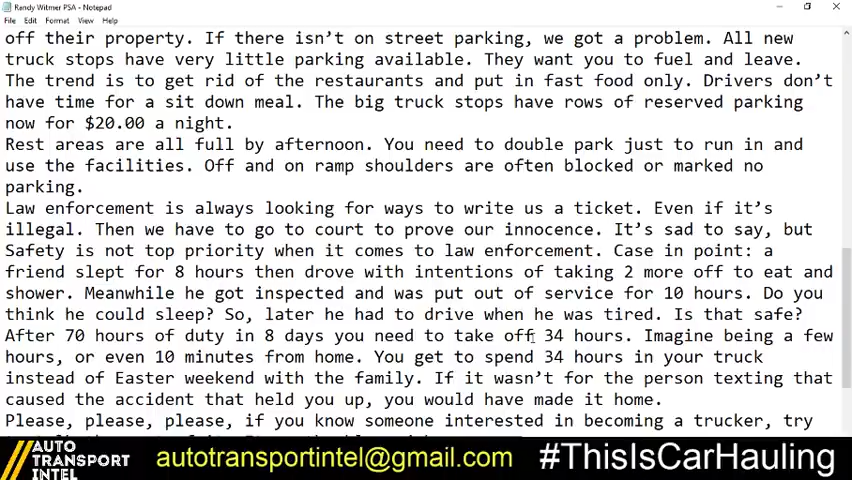 Randy Witmer PSA - Notepad
File Edit Format View Help
off their property. If there isn’t on street parking, we got a problem. All new
truck stops have very little parking available. They want you to fuel and leave.
The trend is to get rid of the restaurants and put in fast food only. Drivers don’t
have time for a sit down meal. The big truck stops have rows of reserved parking
now for $20.00 a night.
Rest areas are all full by afternoon. You need to double park just to run in and
use the facilities. Off and on ramp shoulders are often blocked or marked no
parking.
Law enforcement is always looking for ways to write us a ticket. Even if it’s
illegal. Then we have to go to court to prove our innocence. It’s sad to say, but
Safety is not top priority when it comes to law enforcement. Case in point: a
friend slept for 8 hours then drove with intentions of taking 2 more off to eat and
shower. Meanwhile he got inspected and was put out of service for 10 hours. Do you
think he could sleep? So, later he had to drive when he was tired. Is that safe?
After 70 hours of duty in 8 days you need to take off 34 hours. Imagine being a few
hours, or even 10 minutes from home. You get to spend 34 hours in your truck
instead of Easter weekend with the family. If it wasn’t for the person texting that
caused the accident that held you up, you would have made it home.
Please, please, please, if you know someone interested in becoming a trucker, try
AUTO TRANSPORT INTEL
autotransportintel@gmail.com #ThisIsCarHauling